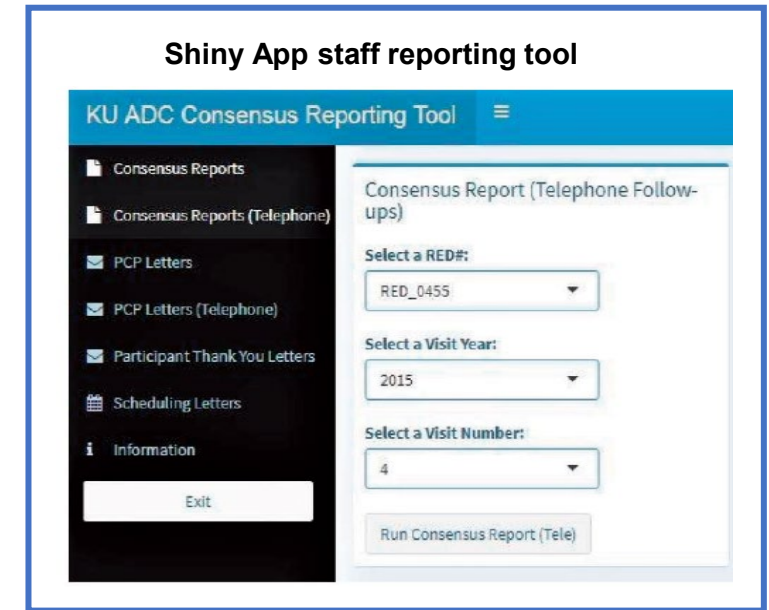 Shiny App staff reporting tool
KU ADC Consensus Reporting Tool
Consensus Reports
Consensus Reports (Telephone)
PCP Letters
PCP Letters (Telephone)
Participant Thank You Letters
Scheduling Letters
Information
Exit
Consensus Report (Telephone Follow-
ups)
Select a RED#:
RED_0455
Select a Visit Year:
2015
Select a Visit Number:
4
Run Consensus Report (Tele)